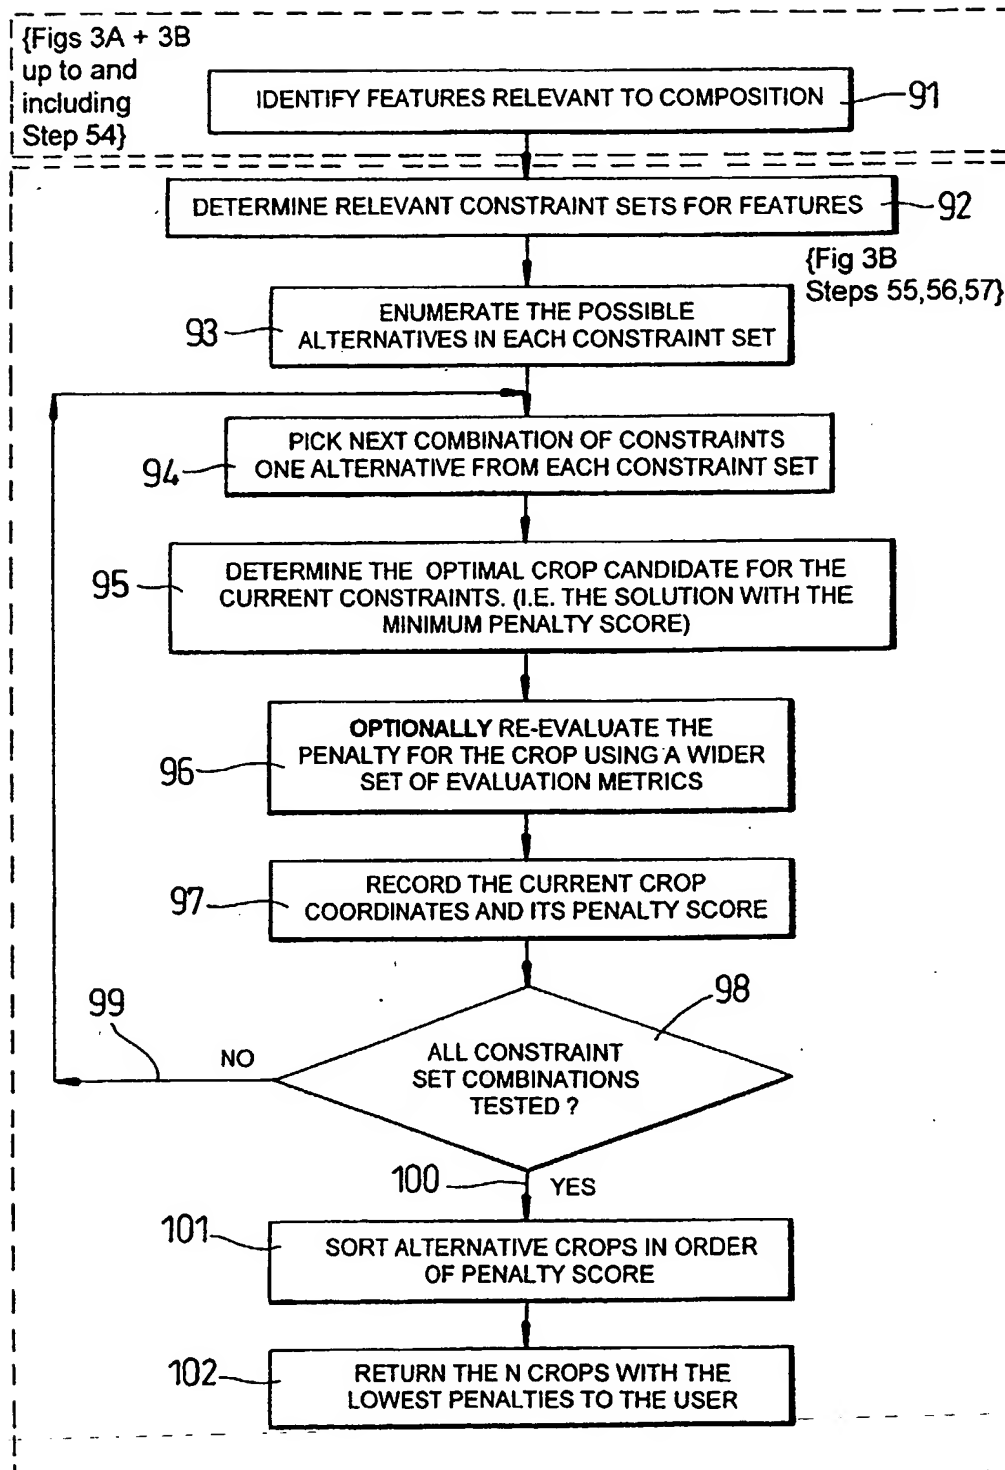 {Figs 3A + 3B
up to and
including
Step 54}
IDENTIFY FEATURES RELEVANT TO COMPOSITION
91
DETERMINE RELEVANT CONSTRAINT SETS FOR FEATURES
92
{Fig 3B
Steps 55,56,57}
93
ENUMERATE THE POSSIBLE
ALTERNATIVES IN EACH CONSTRAINT SET
94
PICK NEXT COMBINATION OF CONSTRAINTS
ONE ALTERNATIVE FROM EACH CONSTRAINT SET
95
DETERMINE THE OPTIMAL CROP CANDIDATE FOR THE
CURRENT CONSTRAINTS. (I.E. THE SOLUTION WITH THE
MINIMUM PENALTY SCORE)
96
OPTIONALLY RE-EVALUATE THE
PENALTY FOR THE CROP USING A WIDER
SET OF EVALUATION METRICS
97
RECORD THE CURRENT CROP
COORDINATES AND ITS PENALTY SCORE
98
99
NO
ALL CONSTRAINT
SET COMBINATIONS
TESTED ?
100
YES
101
SORT ALTERNATIVE CROPS IN ORDER
OF PENALTY SCORE
102
RETURN THE N CROPS WITH THE
LOWEST PENALTIES TO THE USER